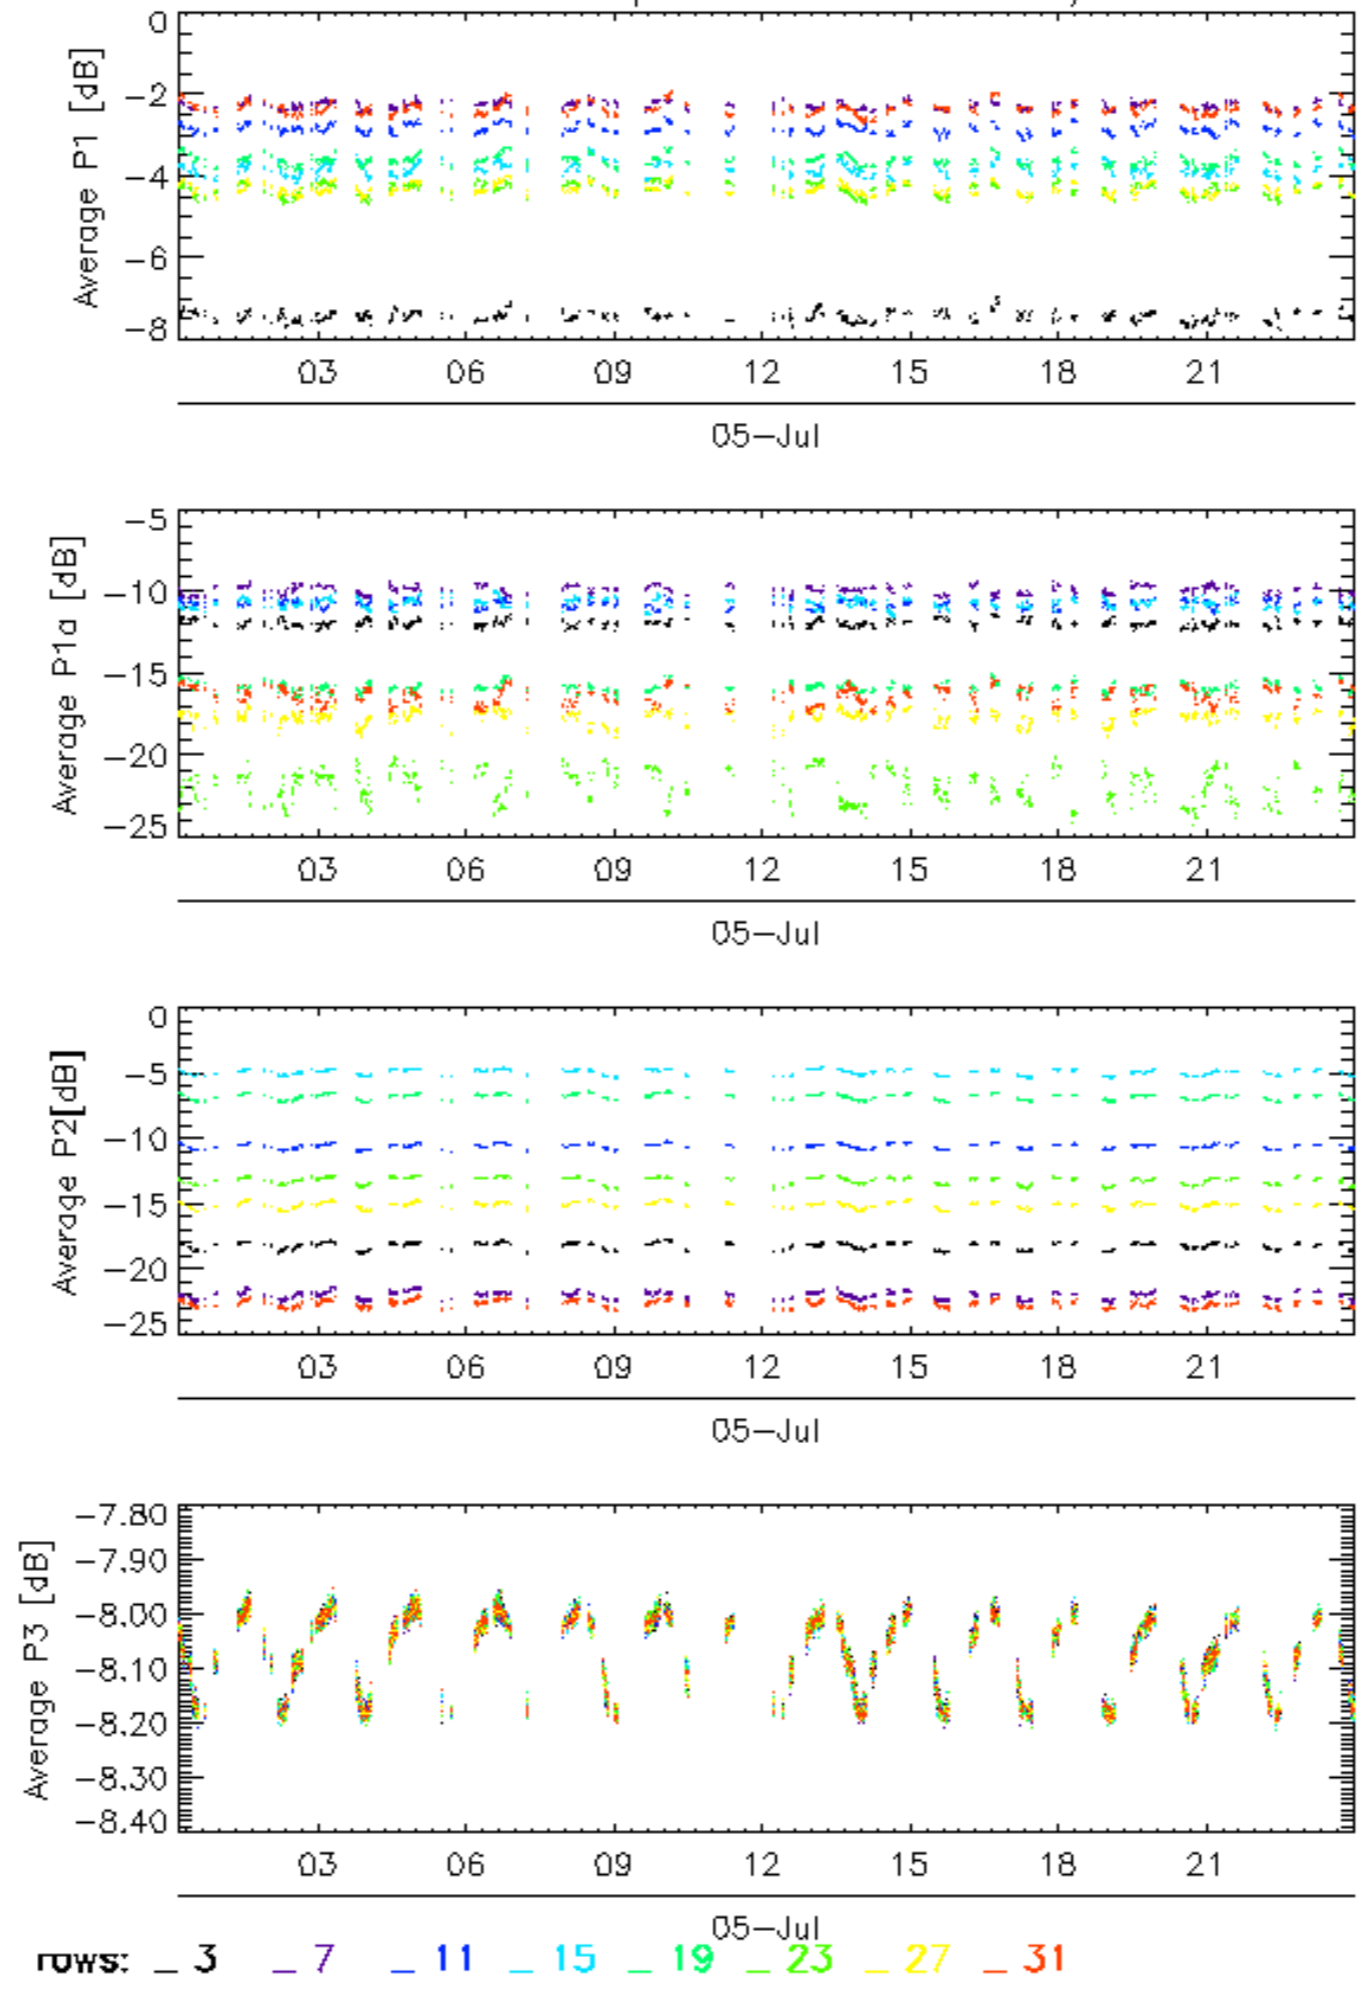 Average P1 [dB]
0
−2
−4
−6
−8
03 06 09 12 15 18 21
05−Jul
Average P1a [dB]
−5
−10
−15
−20
−25
03 06 09 12 15 18 21
05−Jul
Average P2[dB]
0
−5
−10
−15
−20
−25
03 06 09 12 15 18 21
05−Jul
Average P3 [dB]
−7.80
−7.90
−8.00
−8.10
−8.20
−8.30
−8.40
03 06 09 12 15 18 21
05−Jul
rows: _ 3 _ 7 _ 11 _ 15 _ 19 _ 23 _ 27 _ 31